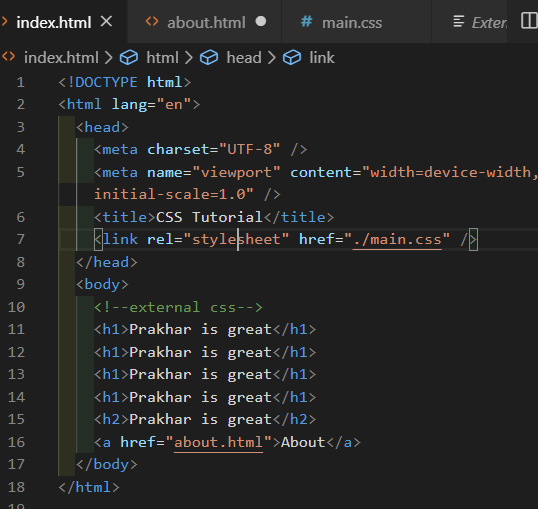 index.html
about.html
main.css
Exter
index.html > html > head > link
1 <!DOCTYPE html>
2 <html lang="en">
3 <head>
4 <meta charset="UTF-8" />
5 <meta name="viewport" content="width=device-width,
initial-scale=1.0" />
6 <title>CSS Tutorial</title>
7 <link rel="stylesheet" href="./main.css" />
8 </head>
9 <body>
10 <!--external css-->
11 <h1>Prakhar is great</h1>
12 <h1>Prakhar is great</h1>
13 <h1>Prakhar is great</h1>
14 <h1>Prakhar is great</h1>
15 <h2>Prakhar is great</h2>
16 <a href="about.html">About</a>
17 </body>
18 </html>
19